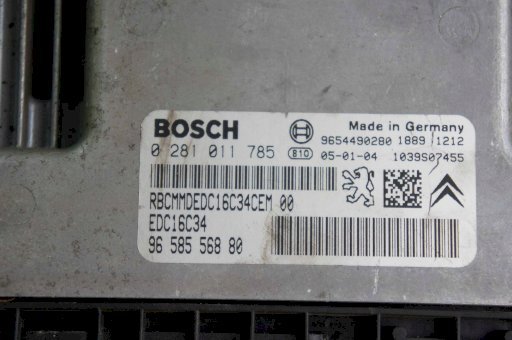 BOSCH Made in Germany
9654490280 1889 1212
0 281 011 785 810 05-01-04 1039S07455
RBCMMDEDC16C34CEM 00
EDC16C34
96 585 568 80